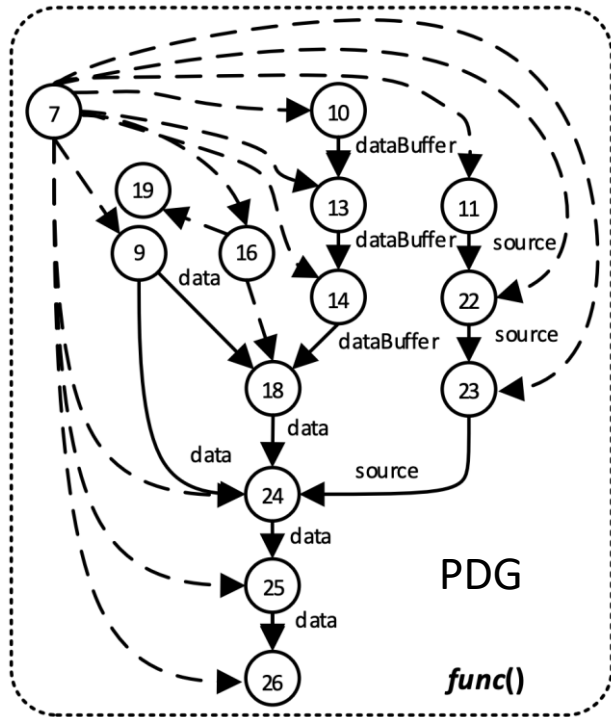 7
10
dataBuffer
19
13
11
9
16
dataBuffer
source
data
14
22
dataBuffer
source
18
23
data
data
source
24
data
25
PDG
data
26
func()